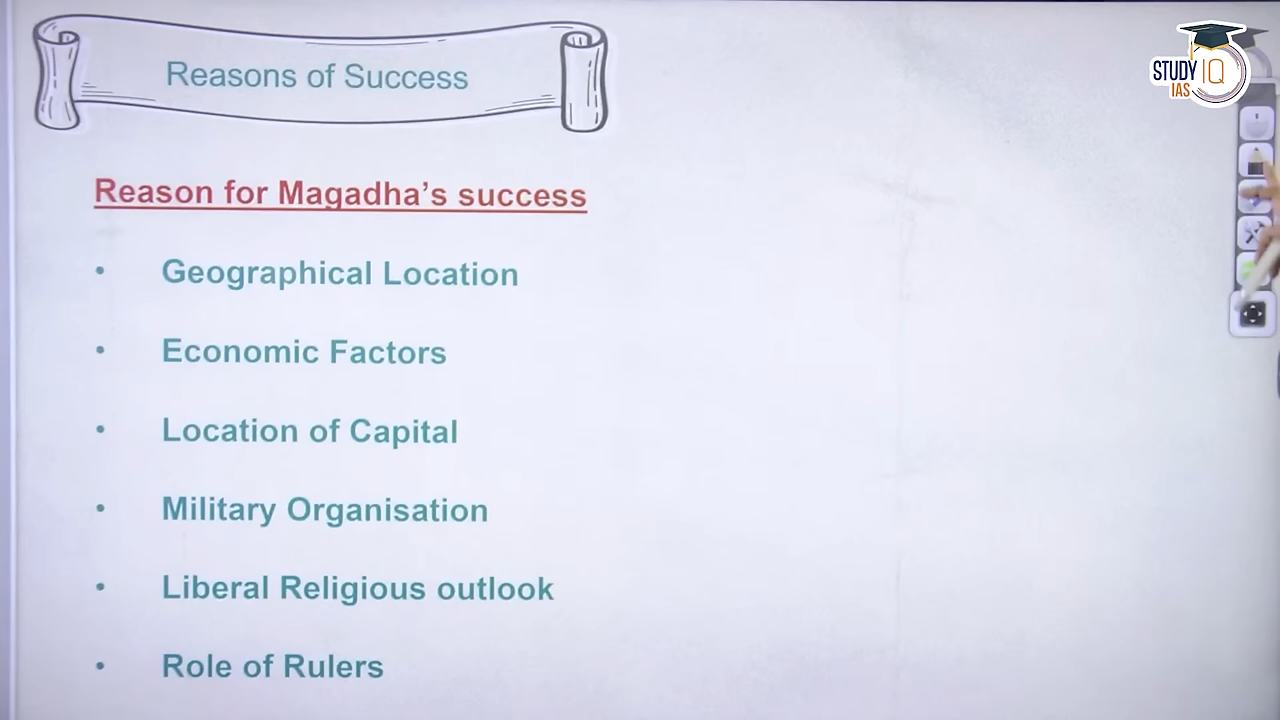 Reasons of Success
STUDY IQ
IAS
Reason for Magadha’s success
• Geographical Location
• Economic Factors
• Location of Capital
• Military Organisation
• Liberal Religious outlook
• Role of Rulers